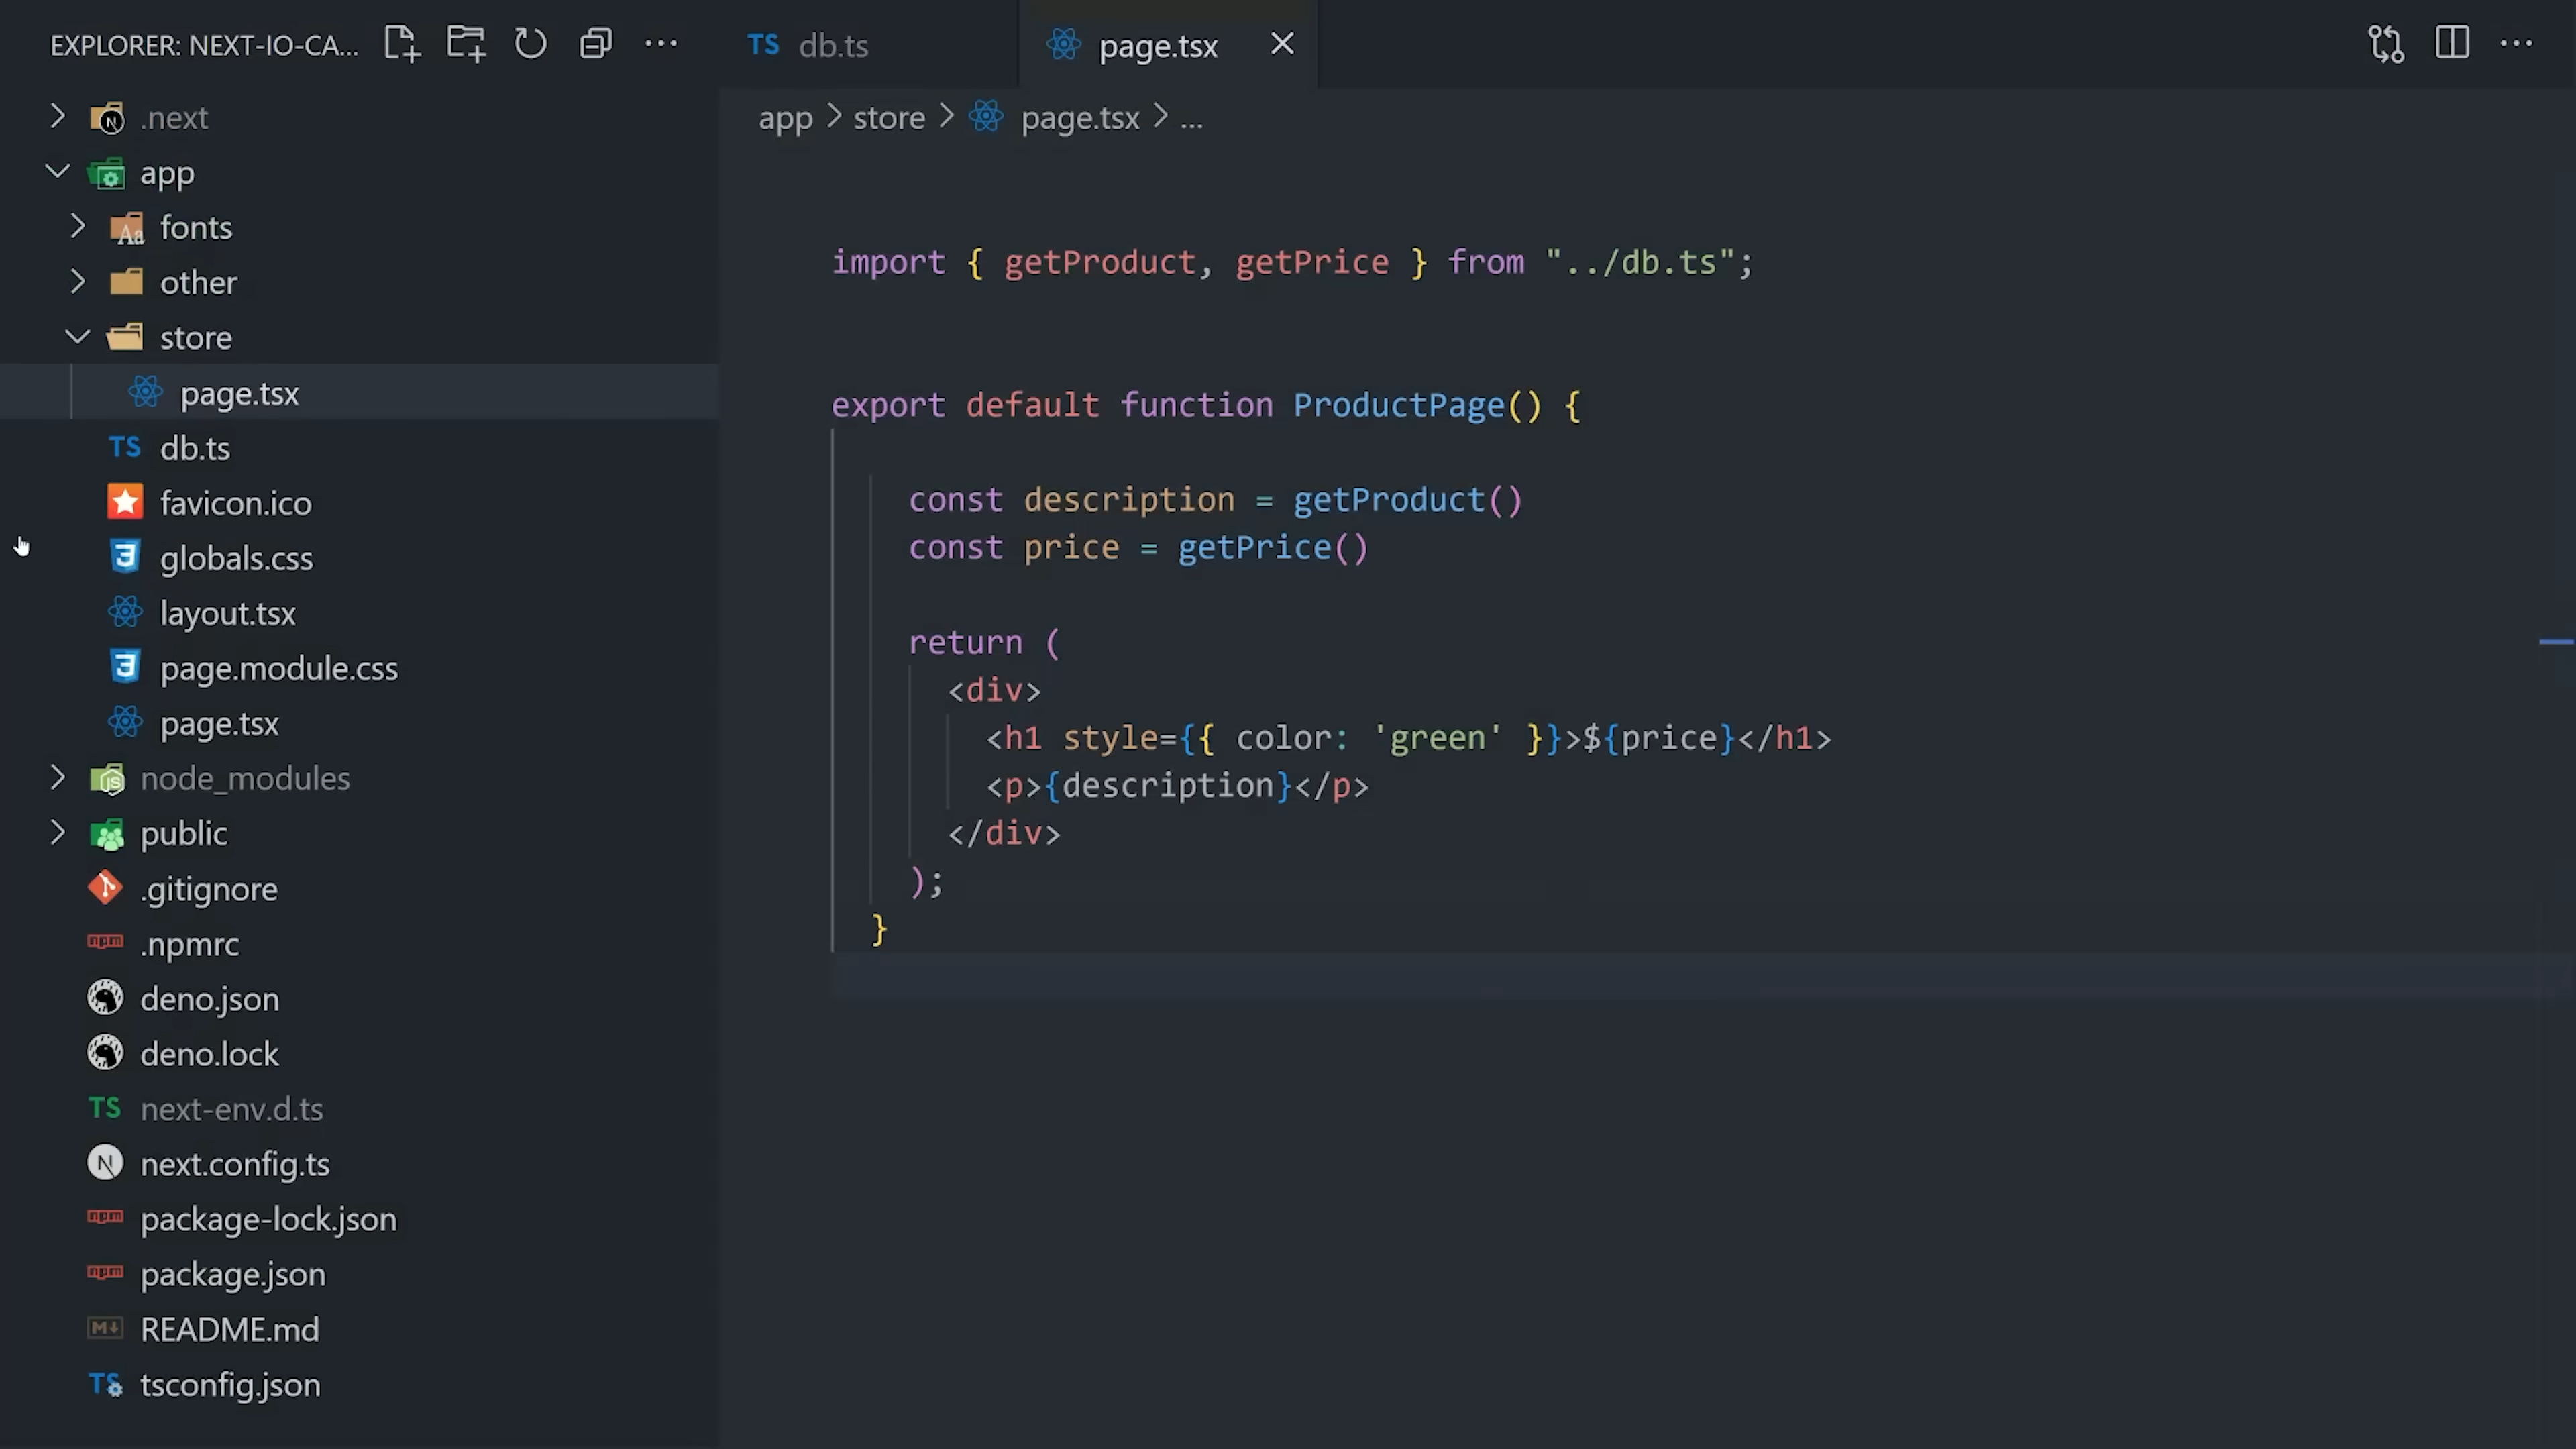 EXPLORER: NEXT-IO-CA...
.next
app
fonts
other
store
page.tsx
TS db.ts
favicon.ico
globals.css
layout.tsx
page.module.css
page.tsx
node_modules
public
.gitignore
.npmrc
deno.json
deno.lock
TS next-env.d.ts
next.config.ts
package-lock.json
package.json
README.md
TS tsconfig.json
TS db.ts
page.tsx
app > store > page.tsx > ...
import { getProduct, getPrice } from "../db.ts";
export default function ProductPage() {
const description = getProduct()
const price = getPrice()
return (
<div>
<h1 style={{ color: 'green' }}>${price}</h1>
<p>{description}</p>
</div>
);
}